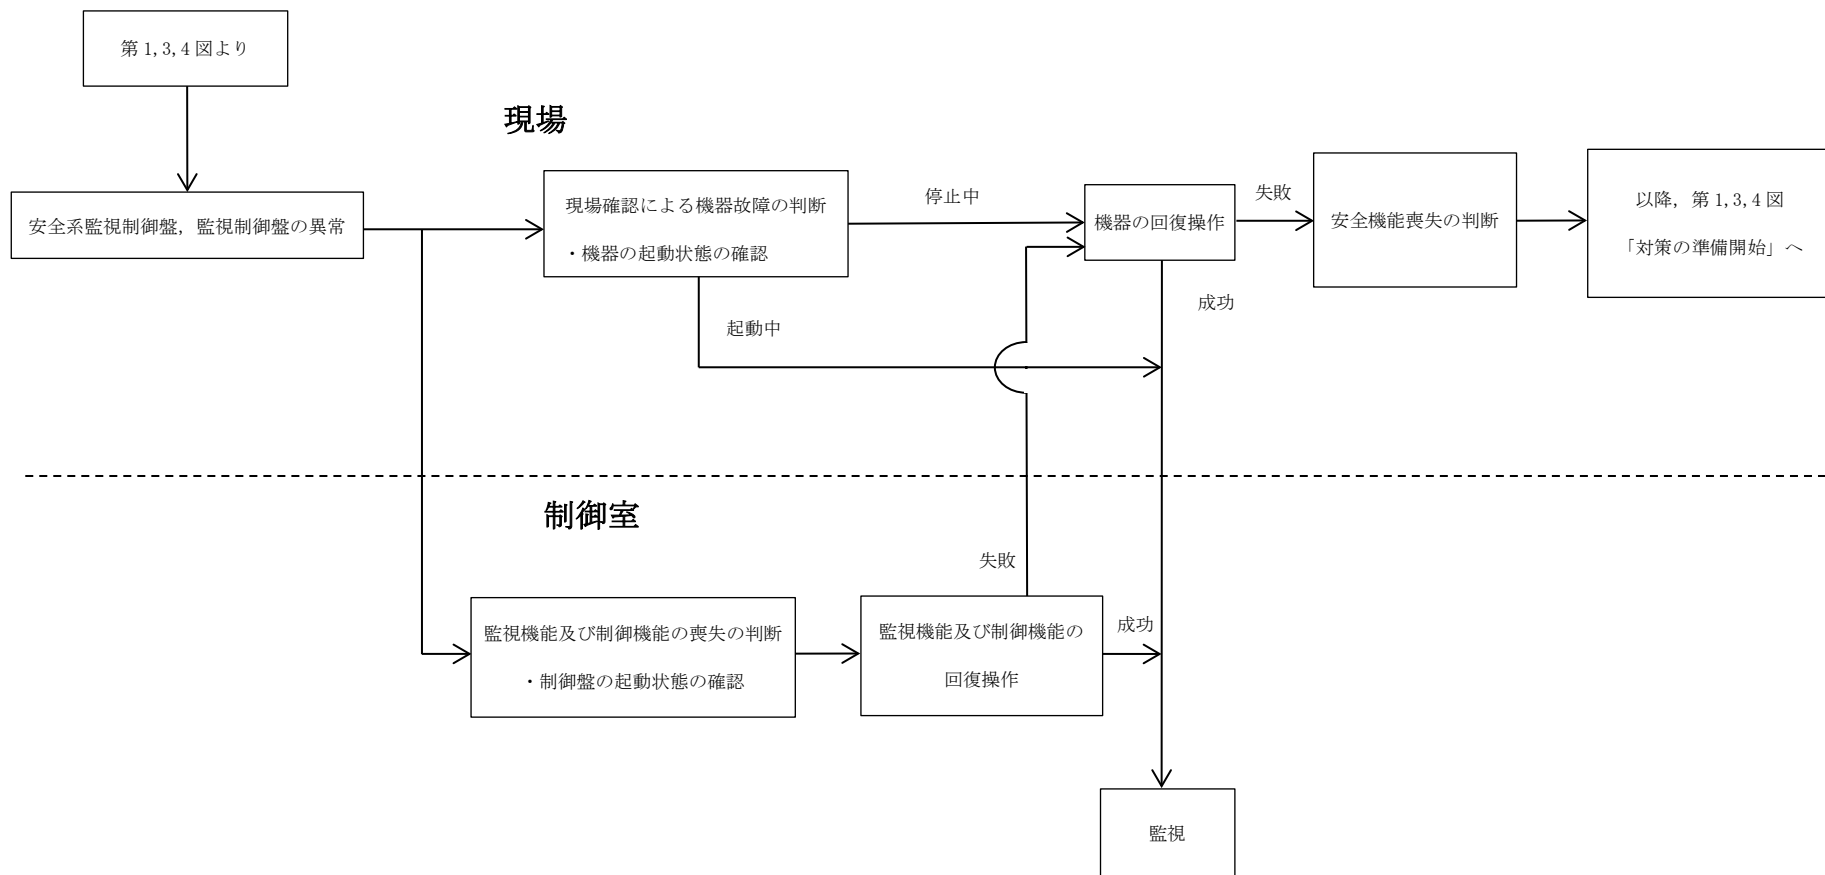 第1,3,4図より
現場
安全系監視制御盤，監視制御盤の異常
現場確認による機器故障の判断
・機器の起動状態の確認
停止中
機器の回復操作
失敗
安全機能喪失の判断
以降，第1,3,4図
「対策の準備開始」へ
起動中
成功
制御室
失敗
監視機能及び制御機能の喪失の判断
・制御盤の起動状態の確認
監視機能及び制御機能の
回復操作
成功
監視